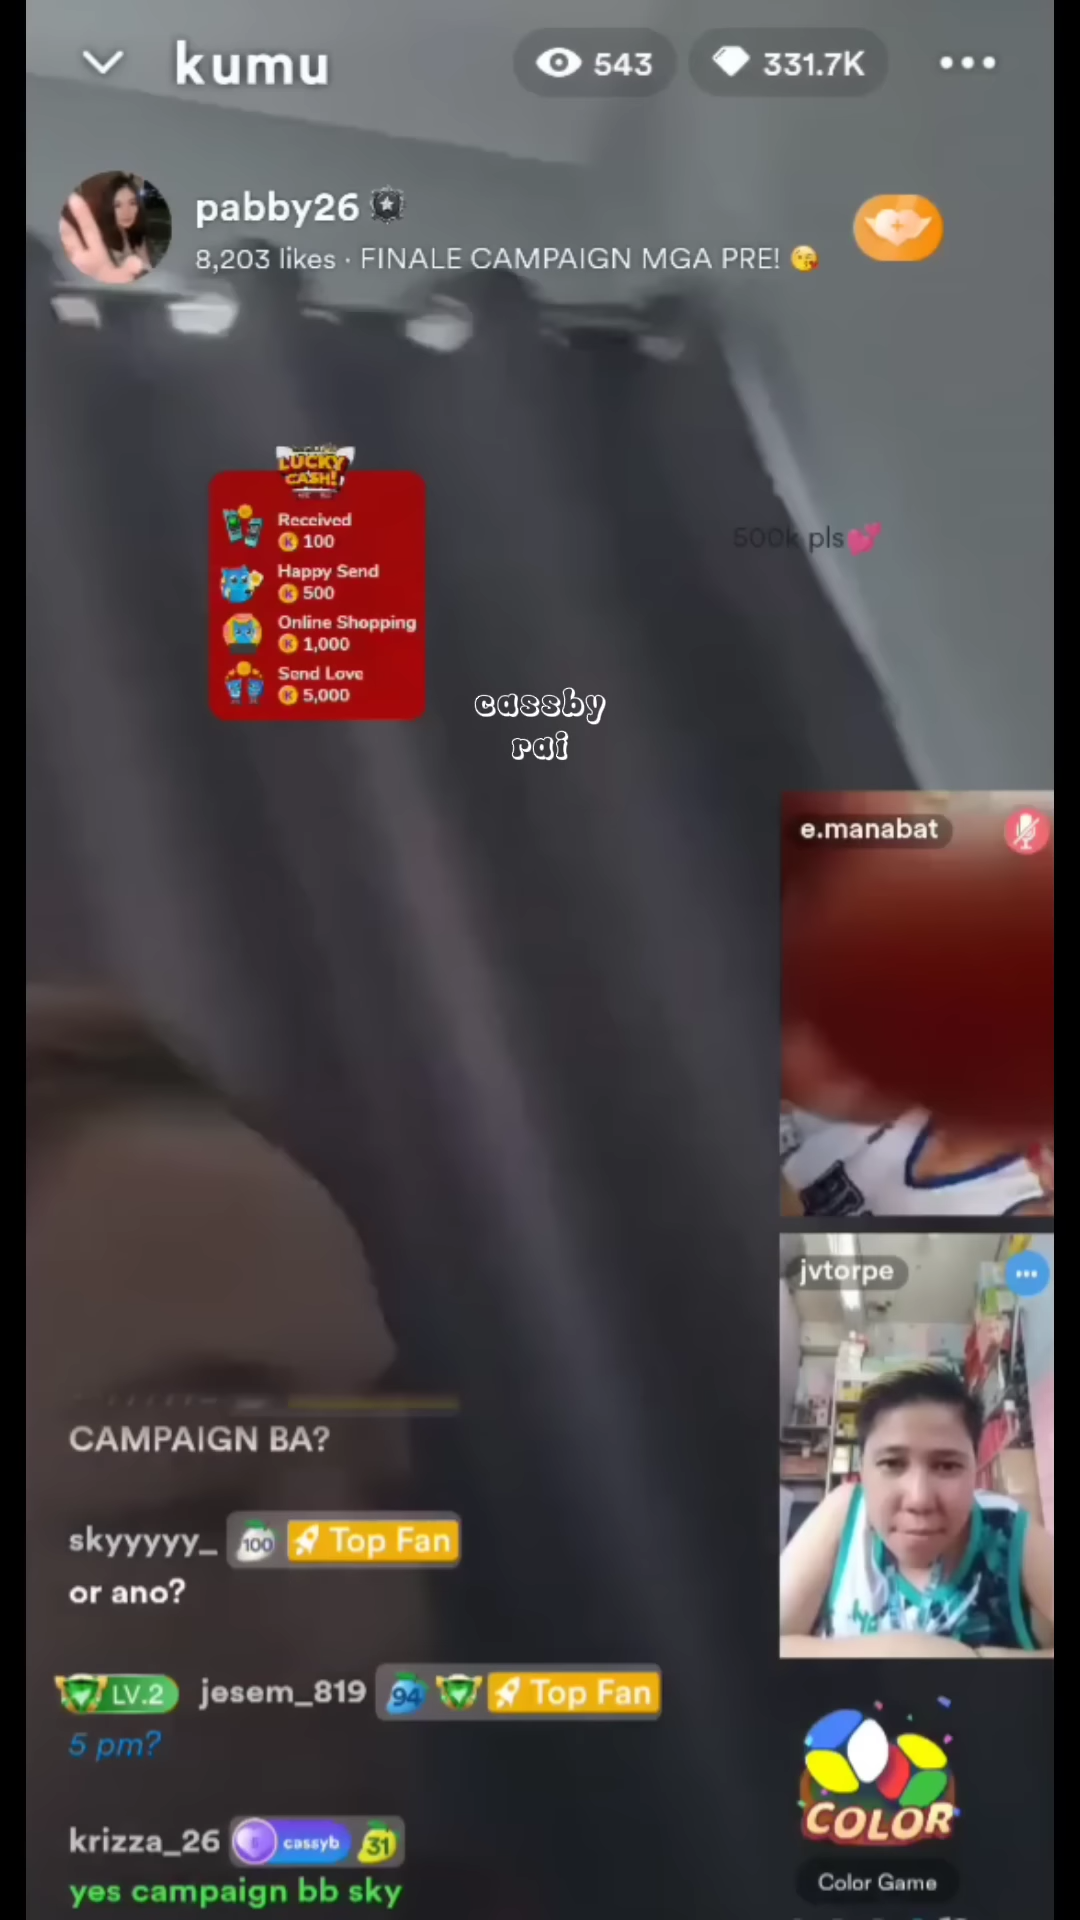 kumu
543
331.7K
pabby26
8,203 likes · FINALE CAMPAIGN MGA PRE! 😘
LUCKY
CASH!
Received
K 100
Happy Send
K 500
Online Shopping
K 1,000
Send Love
K 5,000
500k pls💕
cassby
rai
e.manabat
jvtorpe
CAMPAIGN BA?
skyyyyy_ 100 Top Fan
or ano?
LV.2 jesem_819 94 Top Fan
5 pm?
krizza_26 cassyb 31
yes campaign bb sky
COLOR
Color Game